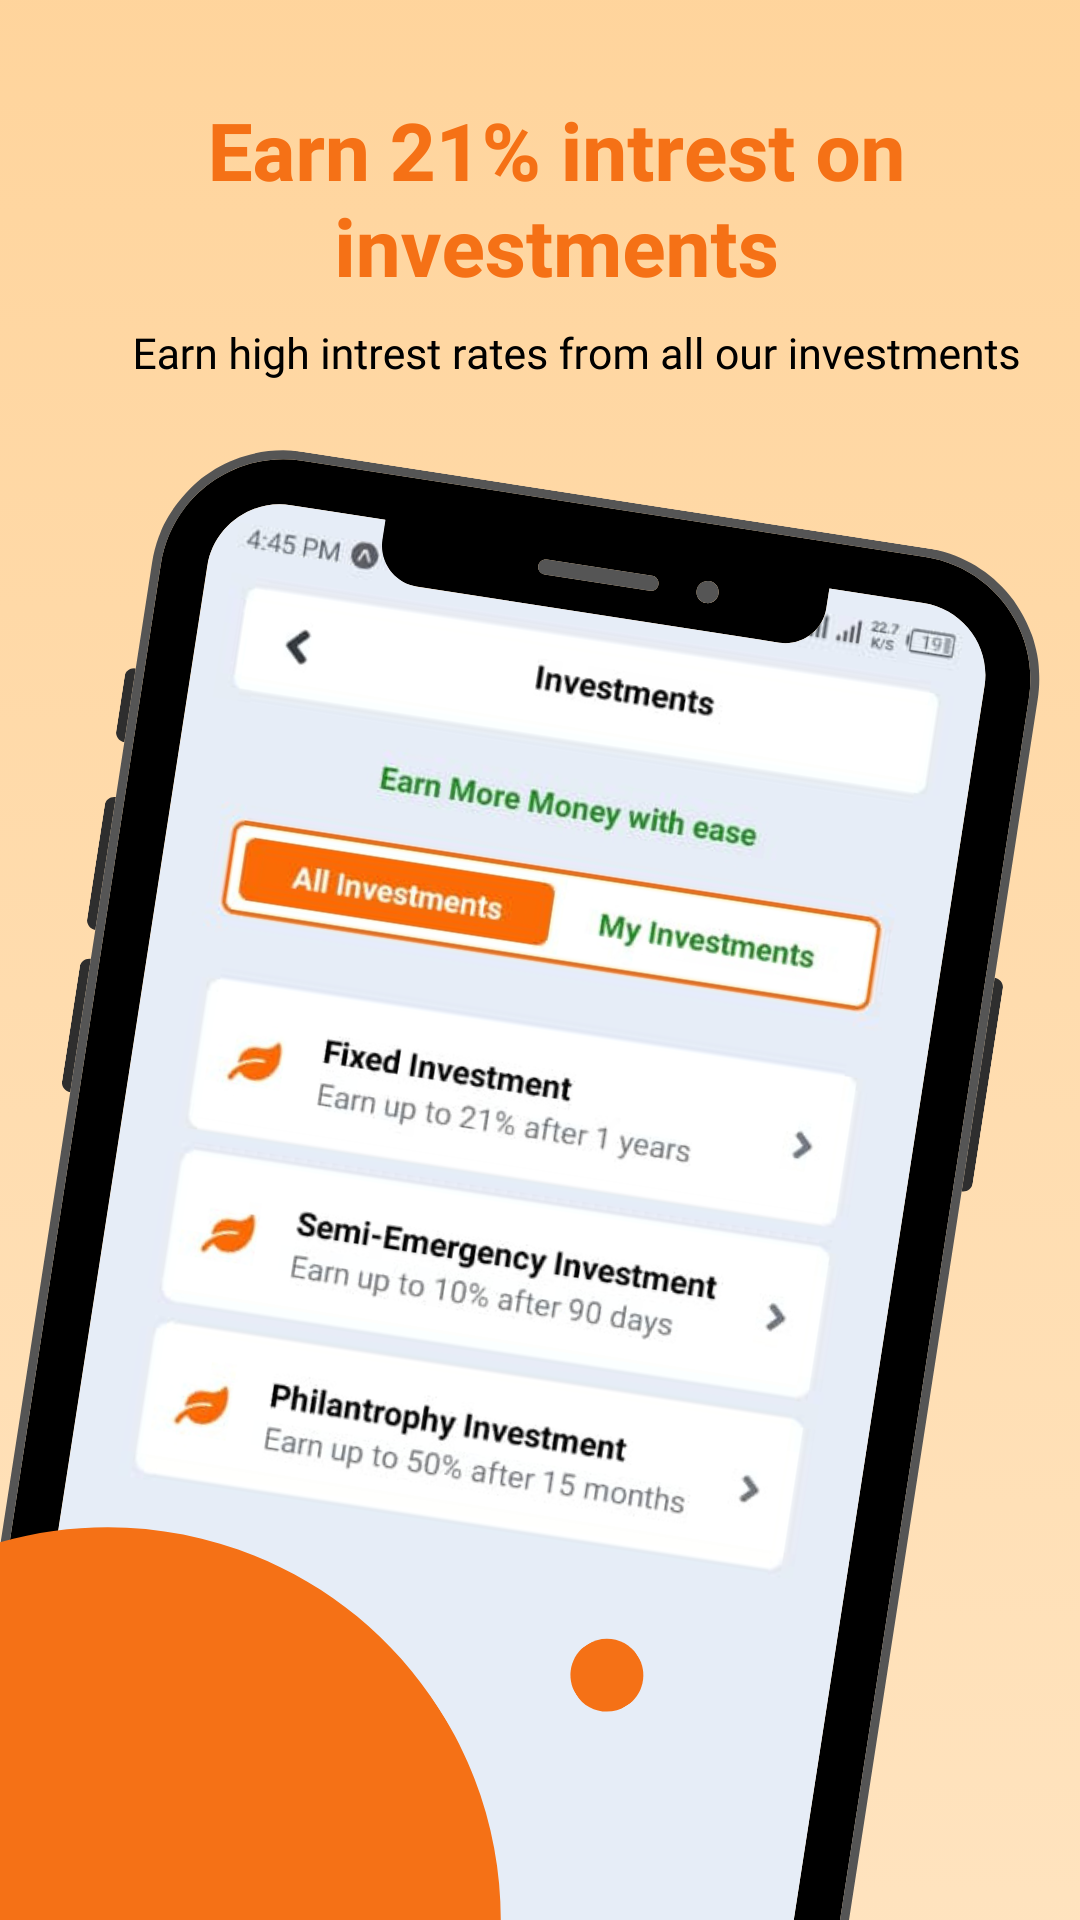 Earn 21% intrest on
investments
Earn high intrest rates from all our investments
4:45 PM
22.7
K/S
19
Investments
Earn More Money with ease
All Investments
My Investments
Fixed Investment
Earn up to 21% after 1 years
Semi-Emergency Investment
Earn up to 10% after 90 days
Philantrophy Investment
Earn up to 50% after 15 months